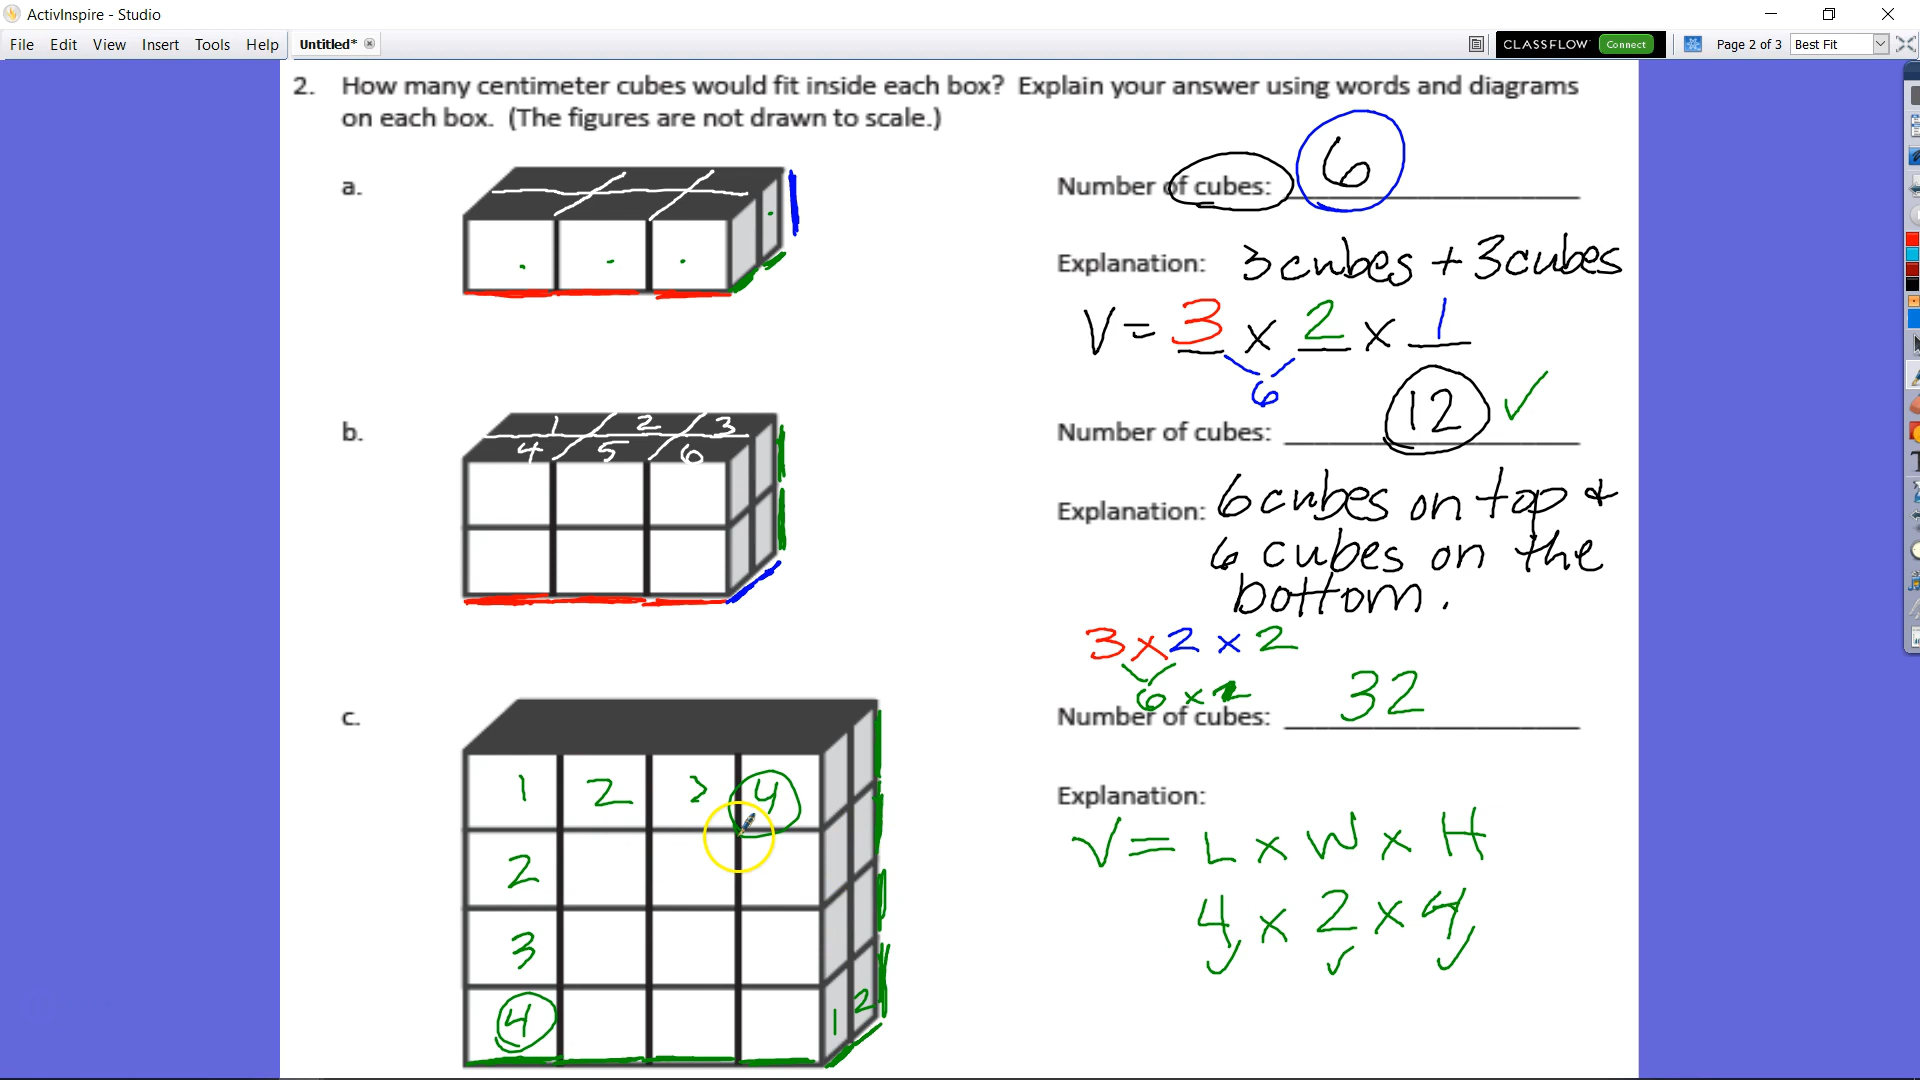 ActivInspire - Studio
File Edit View Insert Tools Help Untitled* CLASSFLOW Connect Page 2 of 3 Best Fit
2. How many centimeter cubes would fit inside each box? Explain your answer using words and diagrams
on each box. (The figures are not drawn to scale.)
a.
Number of cubes: 6
Explanation: 3 cubes + 3 cubes
V = 3 x 2 x 1
6
b.
1 2 3
4 5 6
Number of cubes: 12 ✓
Explanation: 6 cubes on top &
6 cubes on the
bottom.
3 x 2 x 2
6 x 2
c.
Number of cubes: 32
1 2 3 4
2
3
4
1 2
Explanation:
V = L x W x H
4 x 2 x 4